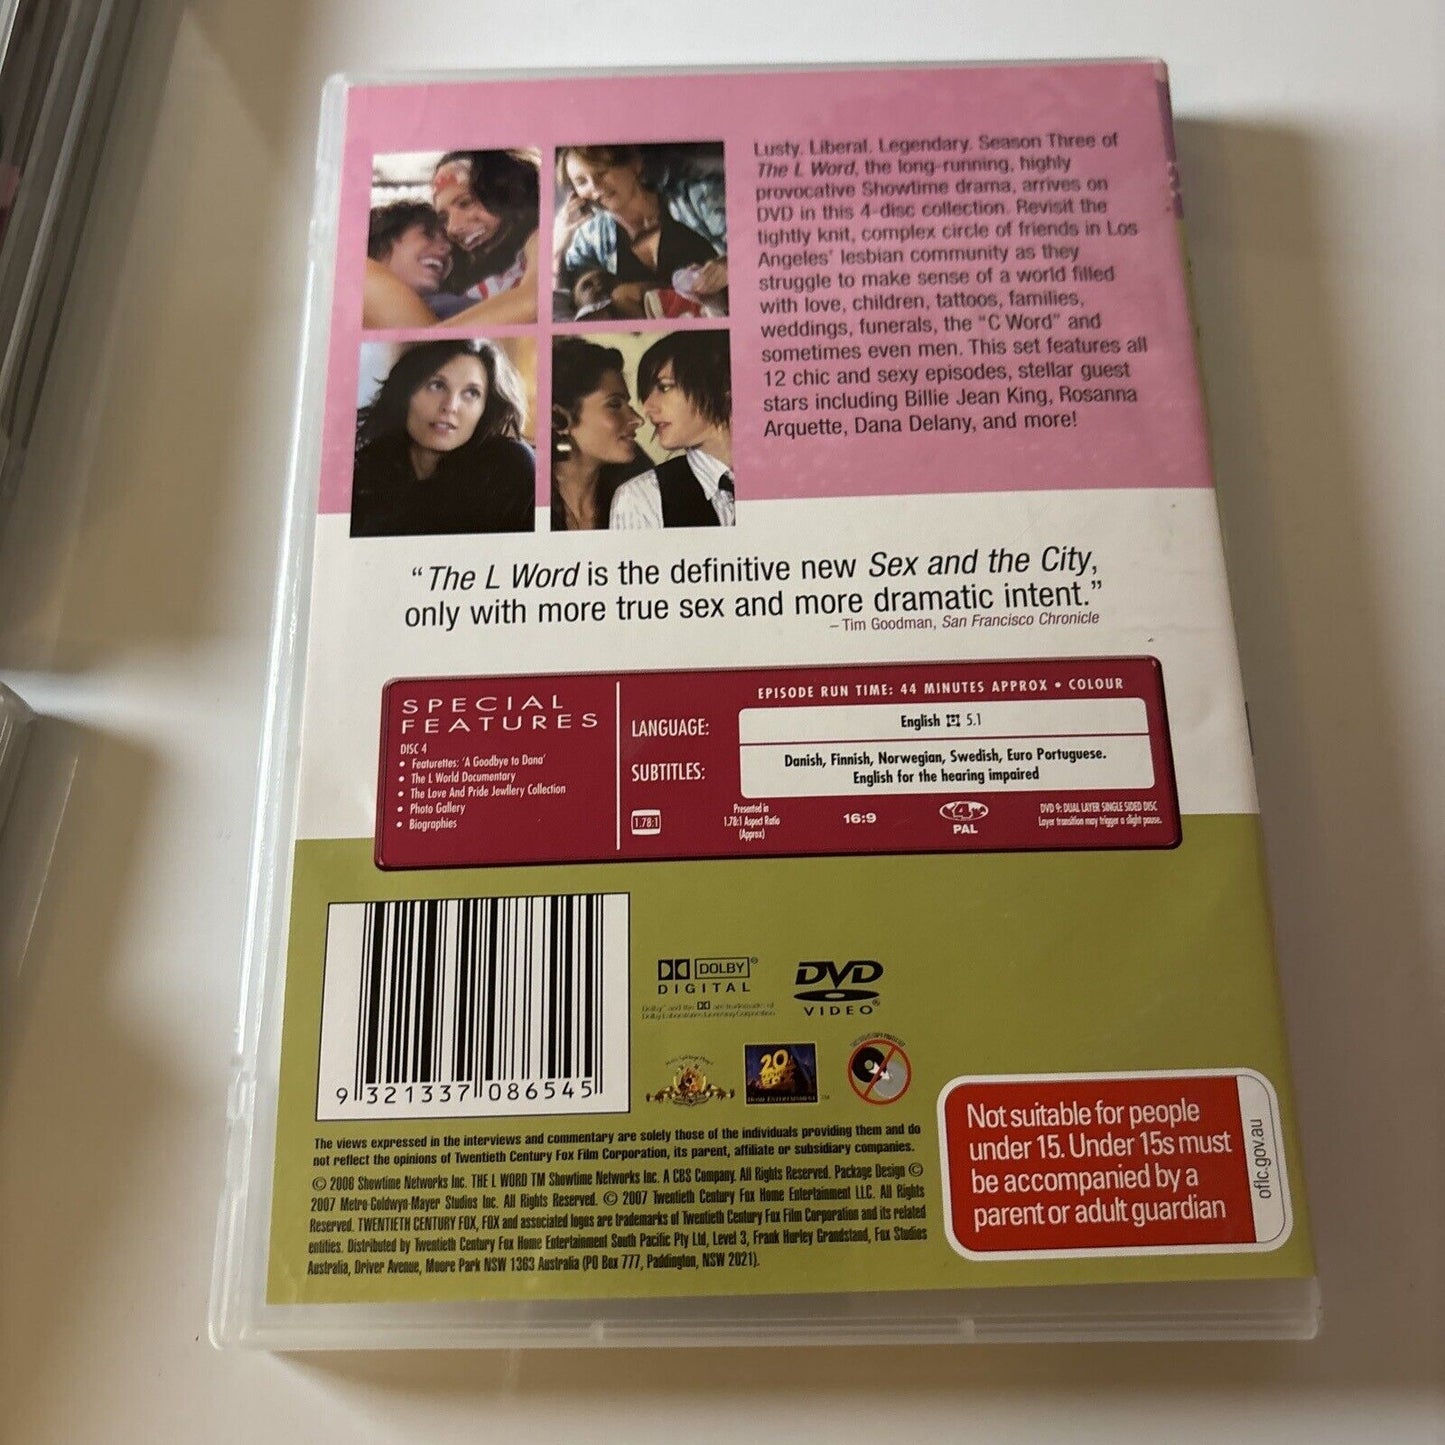 Lusty. Liberal. Legendary. Season Three of
The L Word, the long-running, highly
provocative Showtime drama, arrives on
DVD in this 4-disc collection. Revisit the
tightly knit, complex circle of friends in Los
Angeles' lesbian community as they
struggle to make sense of a world filled
with love, children, tattoos, families,
weddings, funerals, the "C Word" and
sometimes even men. This set features all
12 chic and sexy episodes, stellar guest
stars including Billie Jean King, Rosanna
Arquette, Dana Delany, and more!
"The L Word is the definitive new Sex and the City,
only with more true sex and more dramatic intent."
– Tim Goodman, San Francisco Chronicle
SPECIAL
FEATURES
DISC 4
• Featurettes: 'A Goodbye to Dana'
• The L World Documentary
• The Love And Pride Jewllery Collection
• Photo Gallery
• Biographies
EPISODE RUN TIME: 44 MINUTES APPROX • COLOUR
LANGUAGE:
English 5.1
SUBTITLES:
Danish, Finnish, Norwegian, Swedish, Euro Portuguese.
English for the hearing impaired
1.78:1
Presented in
1.78:1 Aspect Ratio
(Approx)
16:9
4
PAL
DVD 9: DUAL LAYER SINGLE SIDED DISC
Layer transition may trigger a slight pause.
9 321337 086545
DOLBY
DIGITAL
Dolby and the are trademarks of
Dolby Laboratories Licensing Corporation
DVD
VIDEO
20
HOME ENTERTAINMENT
Not suitable for people
under 15. Under 15s must
be accompanied by a
parent or adult guardian
oflc.gov.au
The views expressed in the interviews and commentary are solely those of the individuals providing them and do
not reflect the opinions of Twentieth Century Fox Film Corporation, its parent, affiliate or subsidiary companies.
© 2006 Showtime Networks Inc. THE L WORD TM Showtime Networks Inc. A CBS Company. All Rights Reserved. Package Design ©
2007 Metro-Goldwyn-Mayer Studios Inc. All Rights Reserved. © 2007 Twentieth Century Fox Home Entertainment LLC. All Rights
Reserved. TWENTIETH CENTURY FOX, FOX and associated logos are trademarks of Twentieth Century Fox Film Corporation and its related
entities. Distributed by Twentieth Century Fox Home Entertainment South Pacific Pty Ltd, Level 3, Frank Hurley Grandstand, Fox Studios
Australia, Driver Avenue, Moore Park NSW 1363 Australia (PO Box 777, Paddington, NSW 2021).